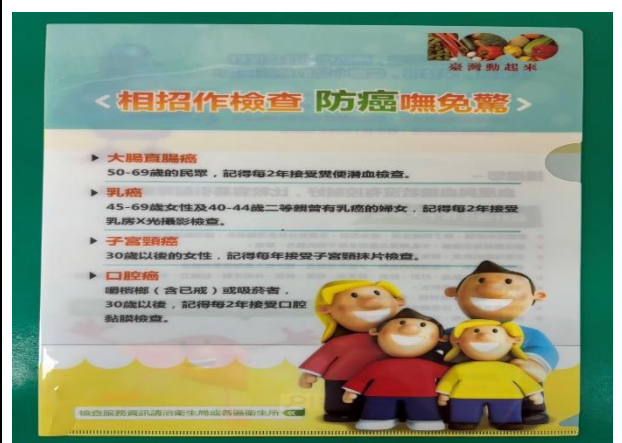 臺灣動起來
<相招作檢查 防癌嘸免驚>
▶ 大腸直腸癌
50-69歲的民眾,記得每2年接受糞便潛血檢查。
▶ 乳癌
45-69歲女性及40-44歲二等親曾有乳癌的婦女,記得每2年接受
乳房X光攝影檢查。
▶ 子宮頸癌
30歲以後的女性,記得每年接受子宮頸抹片檢查。
▶ 口腔癌
嚼檳榔(含已戒)或吸菸者,
30歲以後,記得每2年接受口腔
黏膜檢查。
檢查服務資訊請洽衛生局或各區衛生所